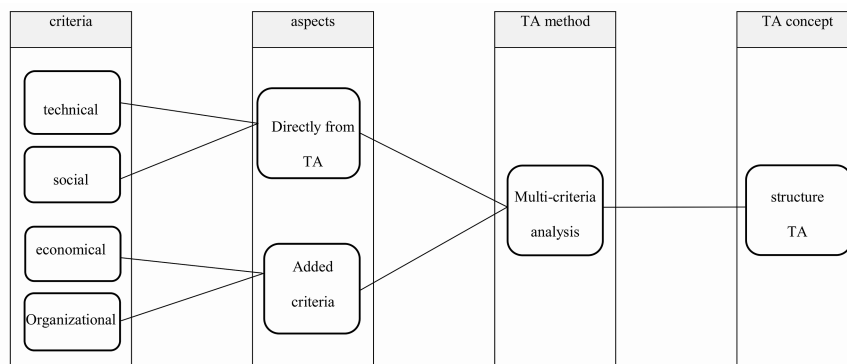 criteria
aspects
TA method
TA concept
technical
social
economical
Organizational
Directly from
TA
Added
criteria
Multi-criteria
analysis
structure
TA